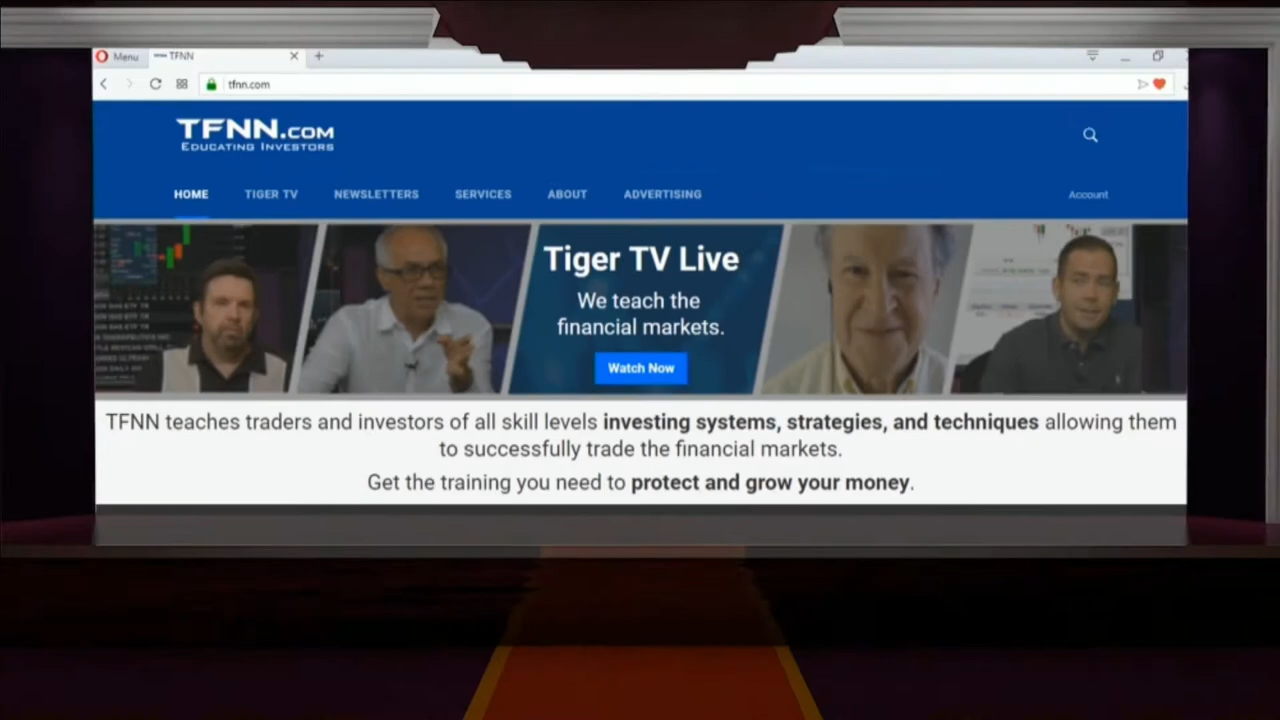 Menu
TFNN
tfnn.com
TFNN.COM
EDUCATING INVESTORS
HOME TIGER TV NEWSLETTERS SERVICES ABOUT ADVERTISING
Account
Tiger TV Live
We teach the
financial markets.
Watch Now
TFNN teaches traders and investors of all skill levels investing systems, strategies, and techniques allowing them
to successfully trade the financial markets.
Get the training you need to protect and grow your money.